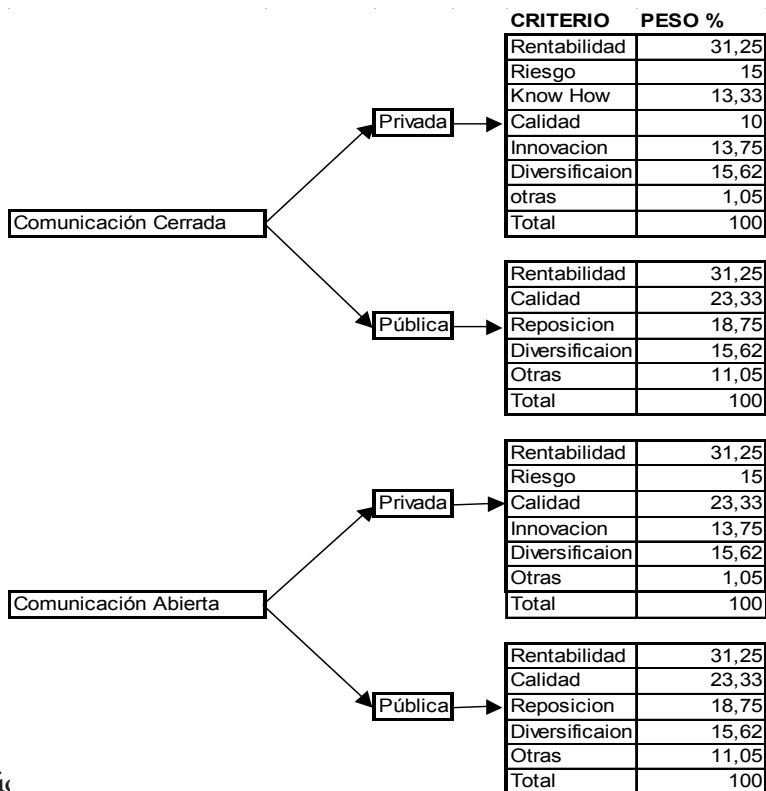 CRITERIO PESO %
Rentabilidad 31,25
Riesgo 15
Know How 13,33
Privada
Calidad 10
Innovacion 13,75
Diversificaion 15,62
otras 1,05
Comunicación Cerrada
Total 100
Rentabilidad 31,25
Calidad 23,33
Pública
Reposicion 18,75
Diversificaion 15,62
Otras 11,05
Total 100
Rentabilidad 31,25
Riesgo 15
Privada
Calidad 23,33
Innovacion 13,75
Diversificaion 15,62
Otras 1,05
Comunicación Abierta
Total 100
Rentabilidad 31,25
Calidad 23,33
Pública
Reposicion 18,75
Diversificaion 15,62
Otras 11,05
Total 100